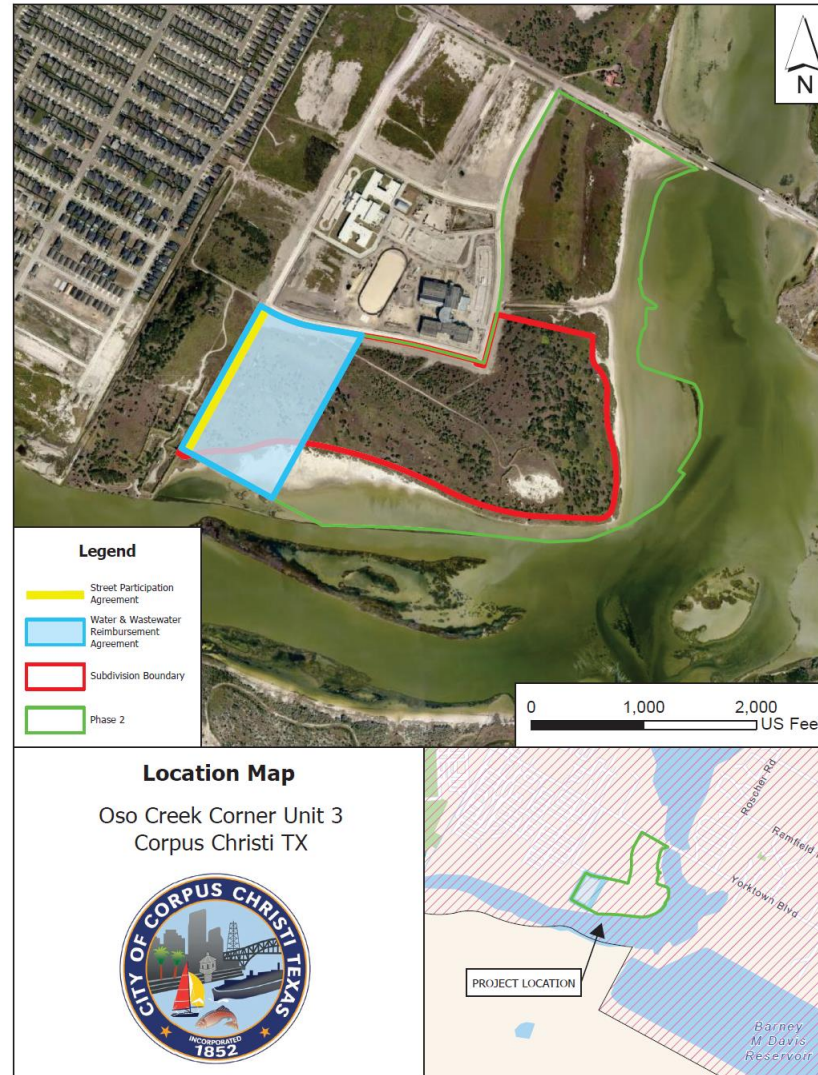 N
Legend
Street Participation
Agreement
Water & Wastewater
Reimbursement
Agreement
Subdivision Boundary
Phase 2
0 1,000 2,000
US Fee
Location Map
Oso Creek Corner Unit 3
Corpus Christi TX
CITY OF CORPUS CHRISTI TEXAS
INCORPORATED
1852
Roscher Rd
Ramfield
Yorktown Blvd
PROJECT LOCATION
Barney
M Davis
Reservoir